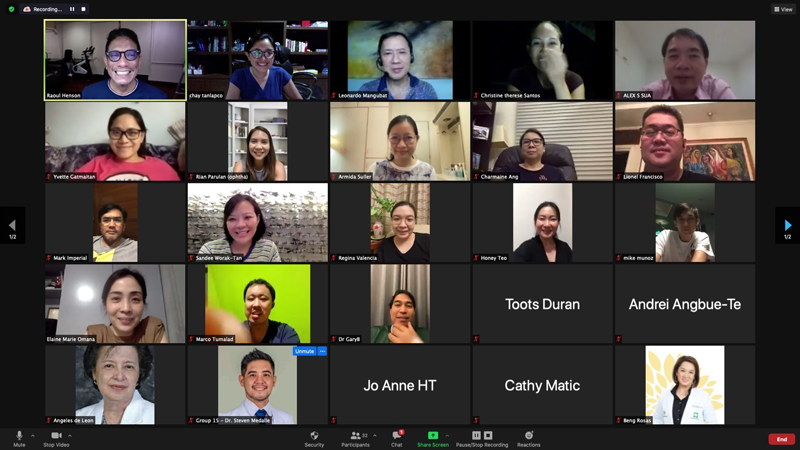 Recording...
View
Raoul Henson
chay tanlapco
Leonardo Mangubat
Christine therese Santos
ALEX S SUA
Yvette Gatmaitan
Rian Parulan (ophtha)
Armida Suller
Charmaine Ang
Lionel Francisco
1/2
1/2
Mark Imperial
Sandee Worak-Tan
Regina Valencia
Honey Teo
mike munoz
Elaine Marie Omana
Marco Tumalad
Dr GaryB
Toots Duran
Andrei Angbue-Te
Unmute
Angeles de Leon
Group 15 - Dr. Steven Medalle
Jo Anne HT
Cathy Matic
Beng Rosas
Mute
Stop Video
Security
Participants
32
Chat
1
Share Screen
Pause/Stop Recording
Reactions
End